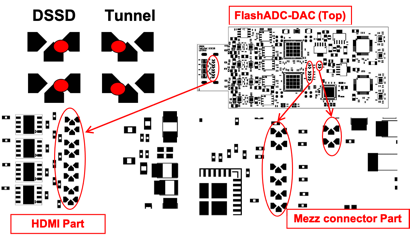 DSSD Tunnel
FlashADC-DAC (Top)
HDMI Part
Mezz connector Part